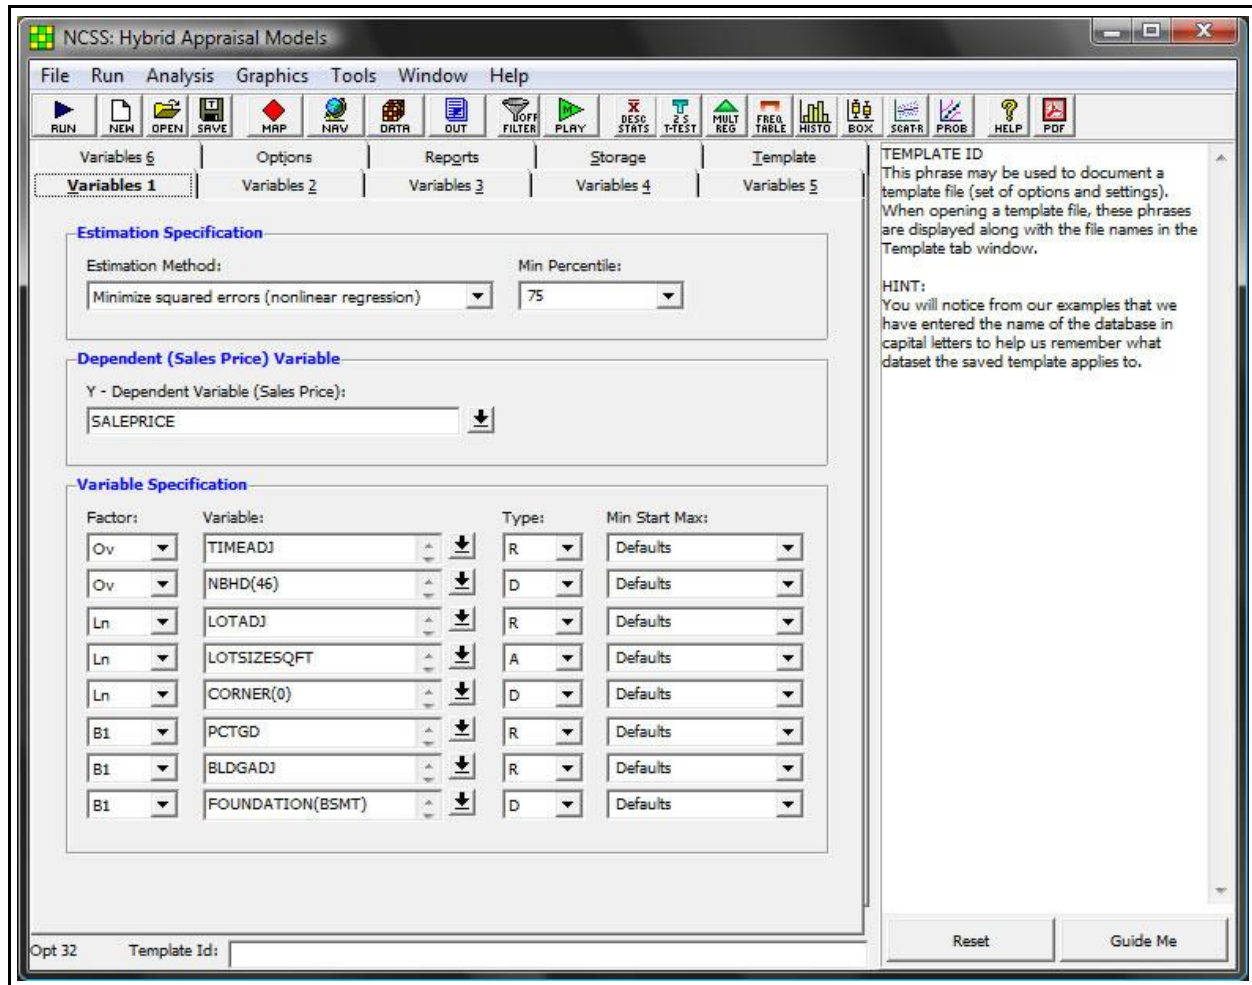 NCSS: Hybrid Appraisal Models
X
File Run Analysis Graphics Tools Window Help
RUN NEW OPEN SAVE MAP NAV DATA OUT OFF FILTER PLAY X DESC STATS T 2 S T-TEST MULT REG FREQ TABLE HISTO BOX SCAT-R PROB ? HELP PDF
Variables 6 Options Reports Storage Template
Variables 1 Variables 2 Variables 3 Variables 4 Variables 5
Estimation Specification
Estimation Method: Min Percentile:
Minimize squared errors (nonlinear regression) 75
Dependent (Sales Price) Variable
Y - Dependent Variable (Sales Price):
SALEPRICE
Variable Specification
Factor: Variable: Type: Min Start Max:
Ov TIMEADJ R Defaults
Ov NBHD(46) D Defaults
Ln LOTADJ R Defaults
Ln LOTSIZESQFT A Defaults
Ln CORNER(0) D Defaults
B1 PCTGD R Defaults
B1 BLDGADJ R Defaults
B1 FOUNDATION(BSMT) D Defaults
TEMPLATE ID
This phrase may be used to document a
template file (set of options and settings).
When opening a template file, these phrases
are displayed along with the file names in the
Template tab window.
HINT:
You will notice from our examples that we
have entered the name of the database in
capital letters to help us remember what
dataset the saved template applies to.
Reset Guide Me
Opt 32 Template Id: